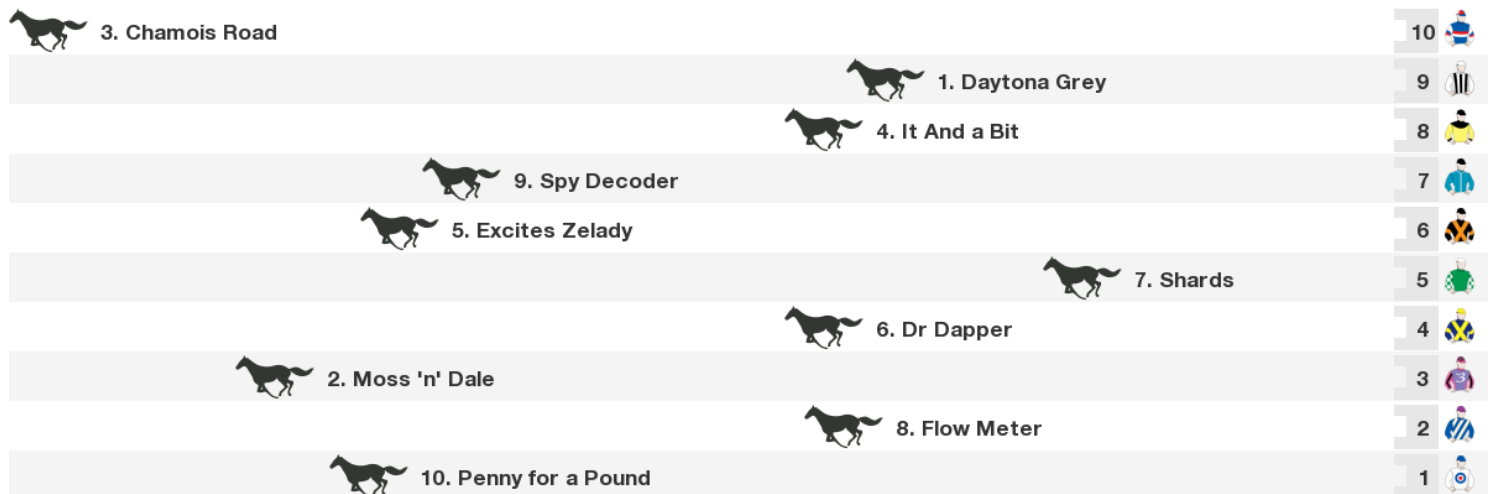 3. Chamois Road 10
1. Daytona Grey 9
4. It And a Bit 8
9. Spy Decoder 7
5. Excites Zelady 6
7. Shards 5
6. Dr Dapper 4
2. Moss 'n' Dale 3 3
8. Flow Meter 2
10. Penny for a Pound 1